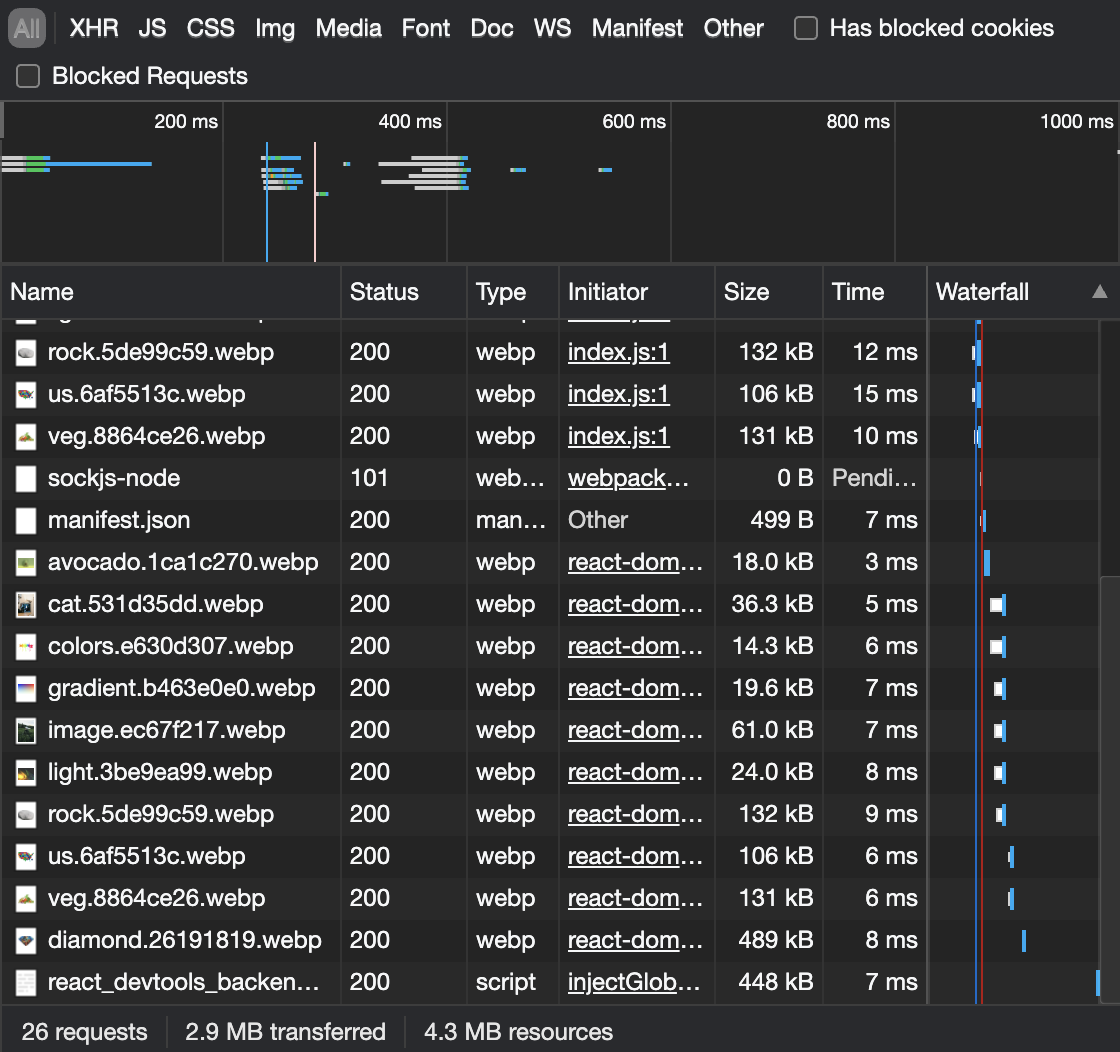 All XHR JS CSS Img Media Font Doc WS Manifest Other Has blocked cookies
Blocked Requests
200 ms 400 ms 600 ms 800 ms 1000 ms
Name Status Type Initiator Size Time Waterfall ▲
rock.5de99c59.webp 200 webp index.js:1 132 kB 12 ms
us.6af5513c.webp 200 webp index.js:1 106 kB 15 ms
veg.8864ce26.webp 200 webp index.js:1 131 kB 10 ms
sockjs-node 101 web… webpack… 0 B Pendi…
manifest.json 200 man… Other 499 B 7 ms
avocado.1ca1c270.webp 200 webp react-dom… 18.0 kB 3 ms
cat.531d35dd.webp 200 webp react-dom… 36.3 kB 5 ms
colors.e630d307.webp 200 webp react-dom… 14.3 kB 6 ms
gradient.b463e0e0.webp 200 webp react-dom… 19.6 kB 7 ms
image.ec67f217.webp 200 webp react-dom… 61.0 kB 7 ms
light.3be9ea99.webp 200 webp react-dom… 24.0 kB 8 ms
rock.5de99c59.webp 200 webp react-dom… 132 kB 9 ms
us.6af5513c.webp 200 webp react-dom… 106 kB 6 ms
veg.8864ce26.webp 200 webp react-dom… 131 kB 6 ms
diamond.26191819.webp 200 webp react-dom… 489 kB 8 ms
react_devtools_backen… 200 script injectGlob… 448 kB 7 ms
26 requests 2.9 MB transferred 4.3 MB resources